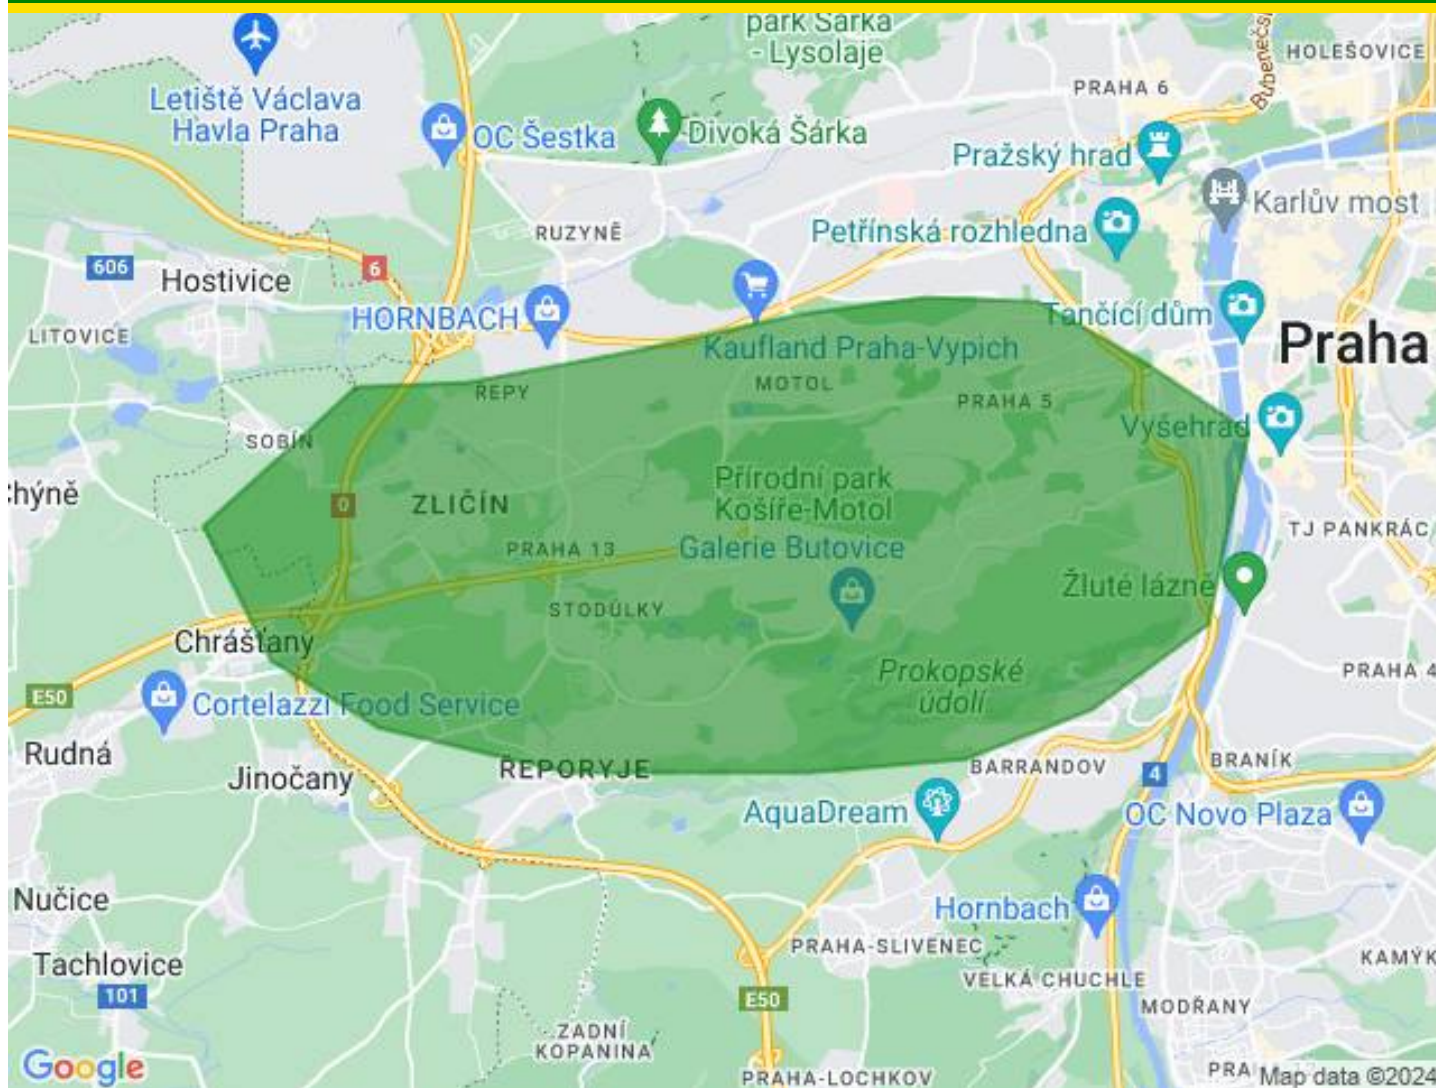 park Šárka
- Lysolaje
HOLEŠOVICE
Bubenečsk
PRAHA 6
Letiště Václava
Havla Praha
OC Šestka
Divoká Šárka
Pražský hrad
Karlův most
RUZYNĚ
Petřínská rozhledna
606
6
Hostivice
HORNBACH
Tančící dům
LITOVICE
Praha
Kaufland Praha-Vypich
ŘEPY
MOTOL
PRAHA 5
Vyšehrad
SOBÍN
Přírodní park
Košíře-Motol
hýně
0
ZLIČÍN
TJ PANKRÁC
PRAHA 13
Galerie Butovice
Žluté lázně
STODŮLKY
Chrášťany
Prokopské
údolí
PRAHA 4
E50
Cortelazzi Food Service
Rudná
Jinočany
ŘEPORYJE
BARRANDOV
4
BRANÍK
AquaDream
OC Novo Plaza
Nučice
Hornbach
PRAHA-SLIVENEC
Tachlovice
101
VELKÁ CHUCHLE
KAMÝK
E50
MODŘANY
ZADNÍ
KOPANINA
Google
PRAHA-LOCHKOV
PRA
Map data ©2024